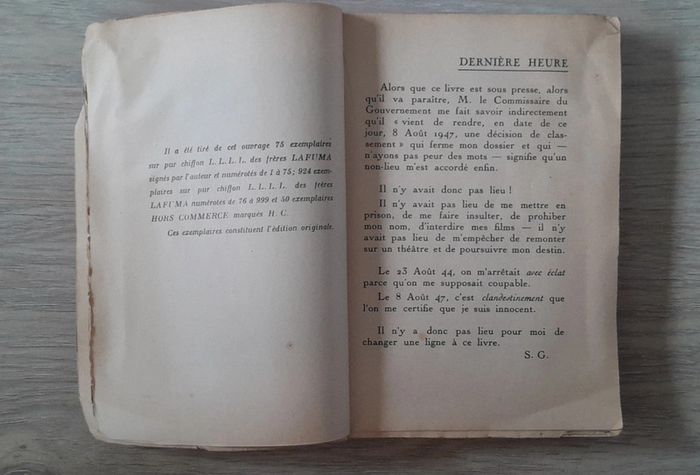 Il a été tiré de cet ouvrage 75 exemplaires
sur pur chiffon L. L. L. L. des frères LAFUMA
signés par l'auteur et numérotés de 1 à 75 ; 924 exem-
plaires sur pur chiffon L. L. L. L. des frères
LAFUMA numérotés de 76 à 999 et 50 exemplaires
HORS COMMERCE marqués H. C.
Ces exemplaires constituent l'édition originale.
DERNIÈRE HEURE
Alors que ce livre est sous presse, alors
qu'il va paraître, M. le Commissaire du
Gouvernement me fait savoir indirectement
qu'il « vient de rendre, en date de ce
jour, 8 Août 1947, une décision de clas-
sement » qui ferme mon dossier et qui —
n'ayons pas peur des mots — signifie qu'un
non-lieu m'est accordé enfin.
Il n'y avait donc pas lieu !
Il n'y avait pas lieu de me mettre en
prison, de me faire insulter, de prohiber
mon nom, d'interdire mes films — il n'y
avait pas lieu de m'empêcher de remonter
sur un théâtre et de poursuivre mon destin.
Le 23 Août 44, on m'arrêtait avec éclat
parce qu'on me supposait coupable.
Le 8 Août 47, c'est clandestinement que
l'on me certifie que je suis innocent.
Il n'y a donc pas lieu pour moi de
changer une ligne à ce livre.
S. G.